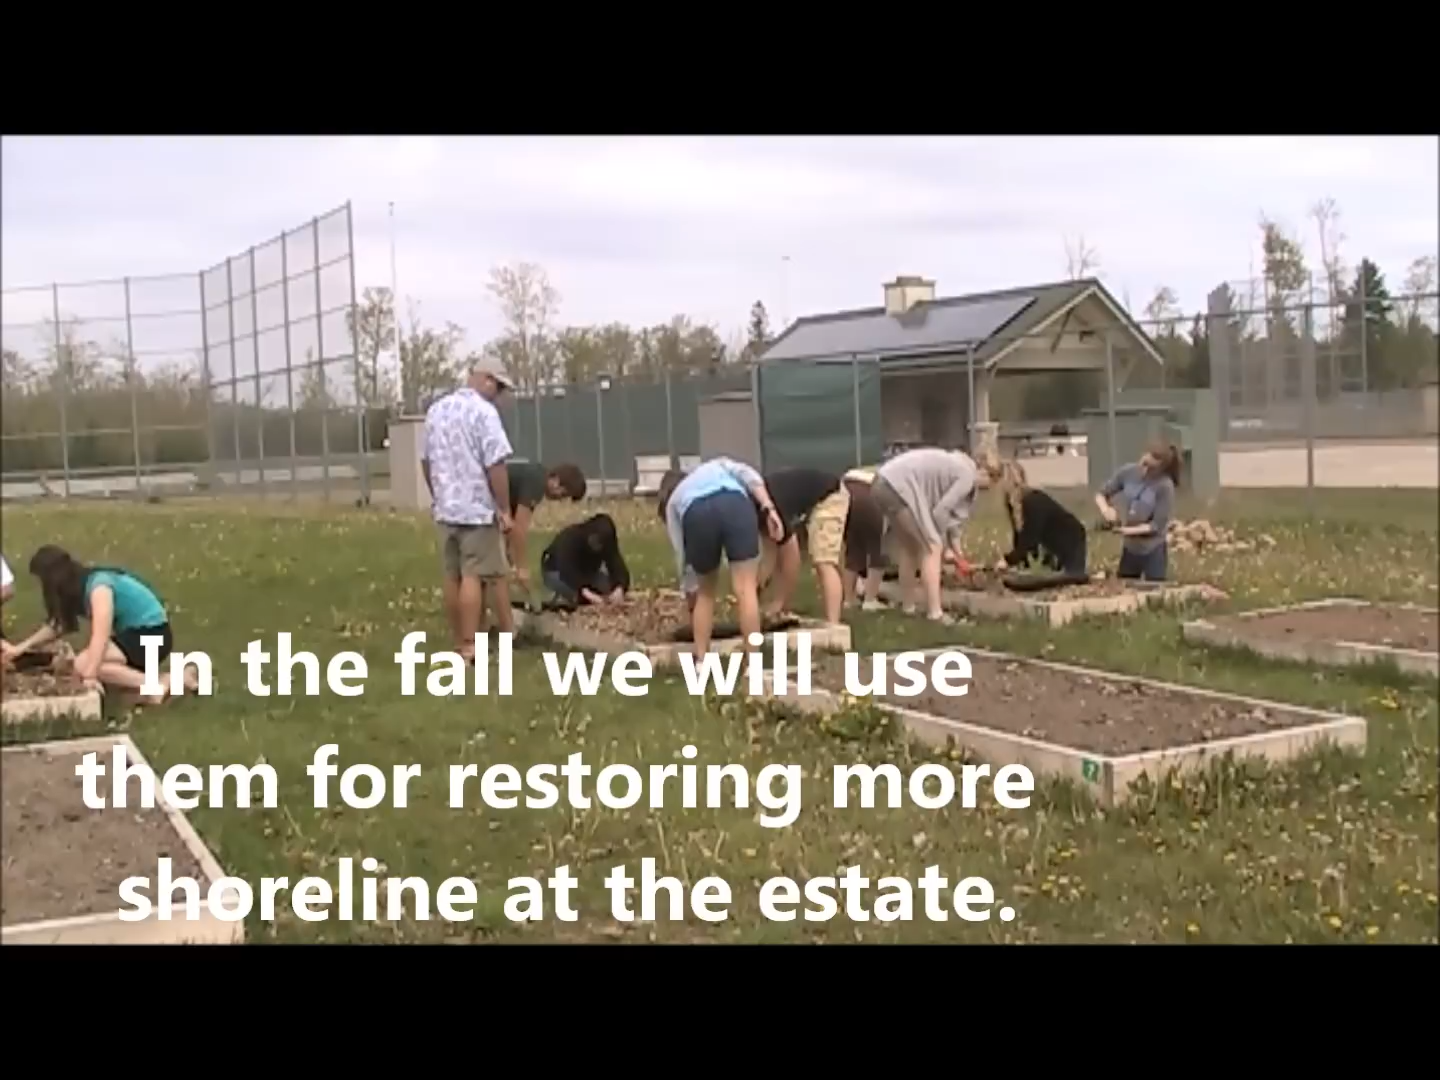 In the fall we will use
them for restoring more
shoreline at the estate.